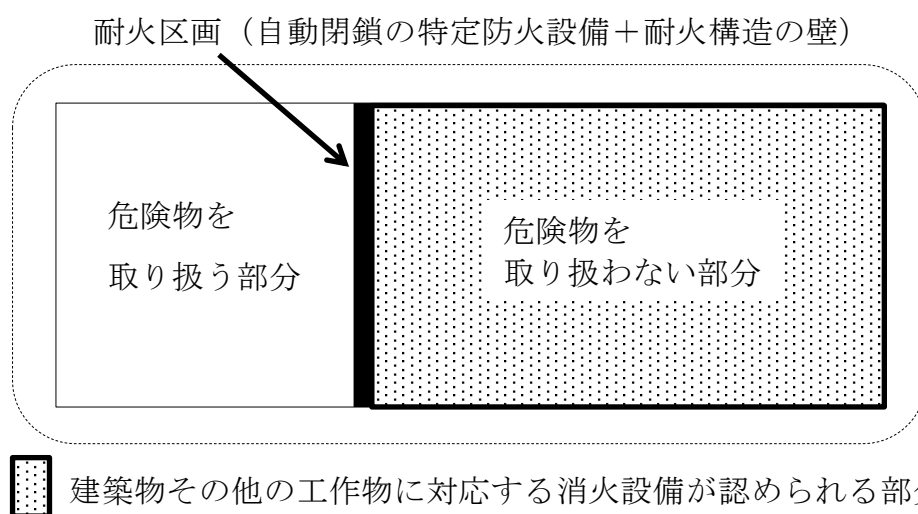 耐火区画（自動閉鎖の特定防火設備＋耐火構造の壁）
危険物を
取り扱う部分
危険物を
取り扱わない部分
建築物その他の工作物に対応する消火設備が認められる部